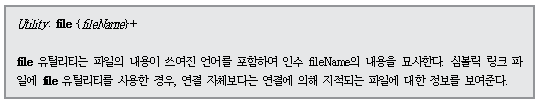 Utility: file {fileName}+
file 유틸리티는 파일의 내용이 쓰여진 언어를 포함하여 인수 fileName의 내용을 묘사한다. 심볼릭 링크 파
일에 file 유틸리티를 사용한 경우, 연결 자체보다는 연결에 의해 지적되는 파일에 대한 정보를 보여준다.